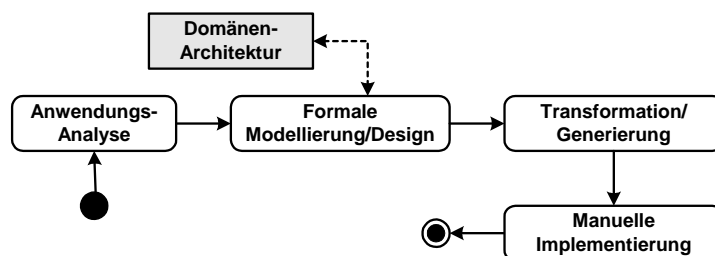 Domänen-
Architektur
Anwendungs-
Analyse
Formale
Modellierung/Design
Transformation/
Generierung
Manuelle
Implementierung